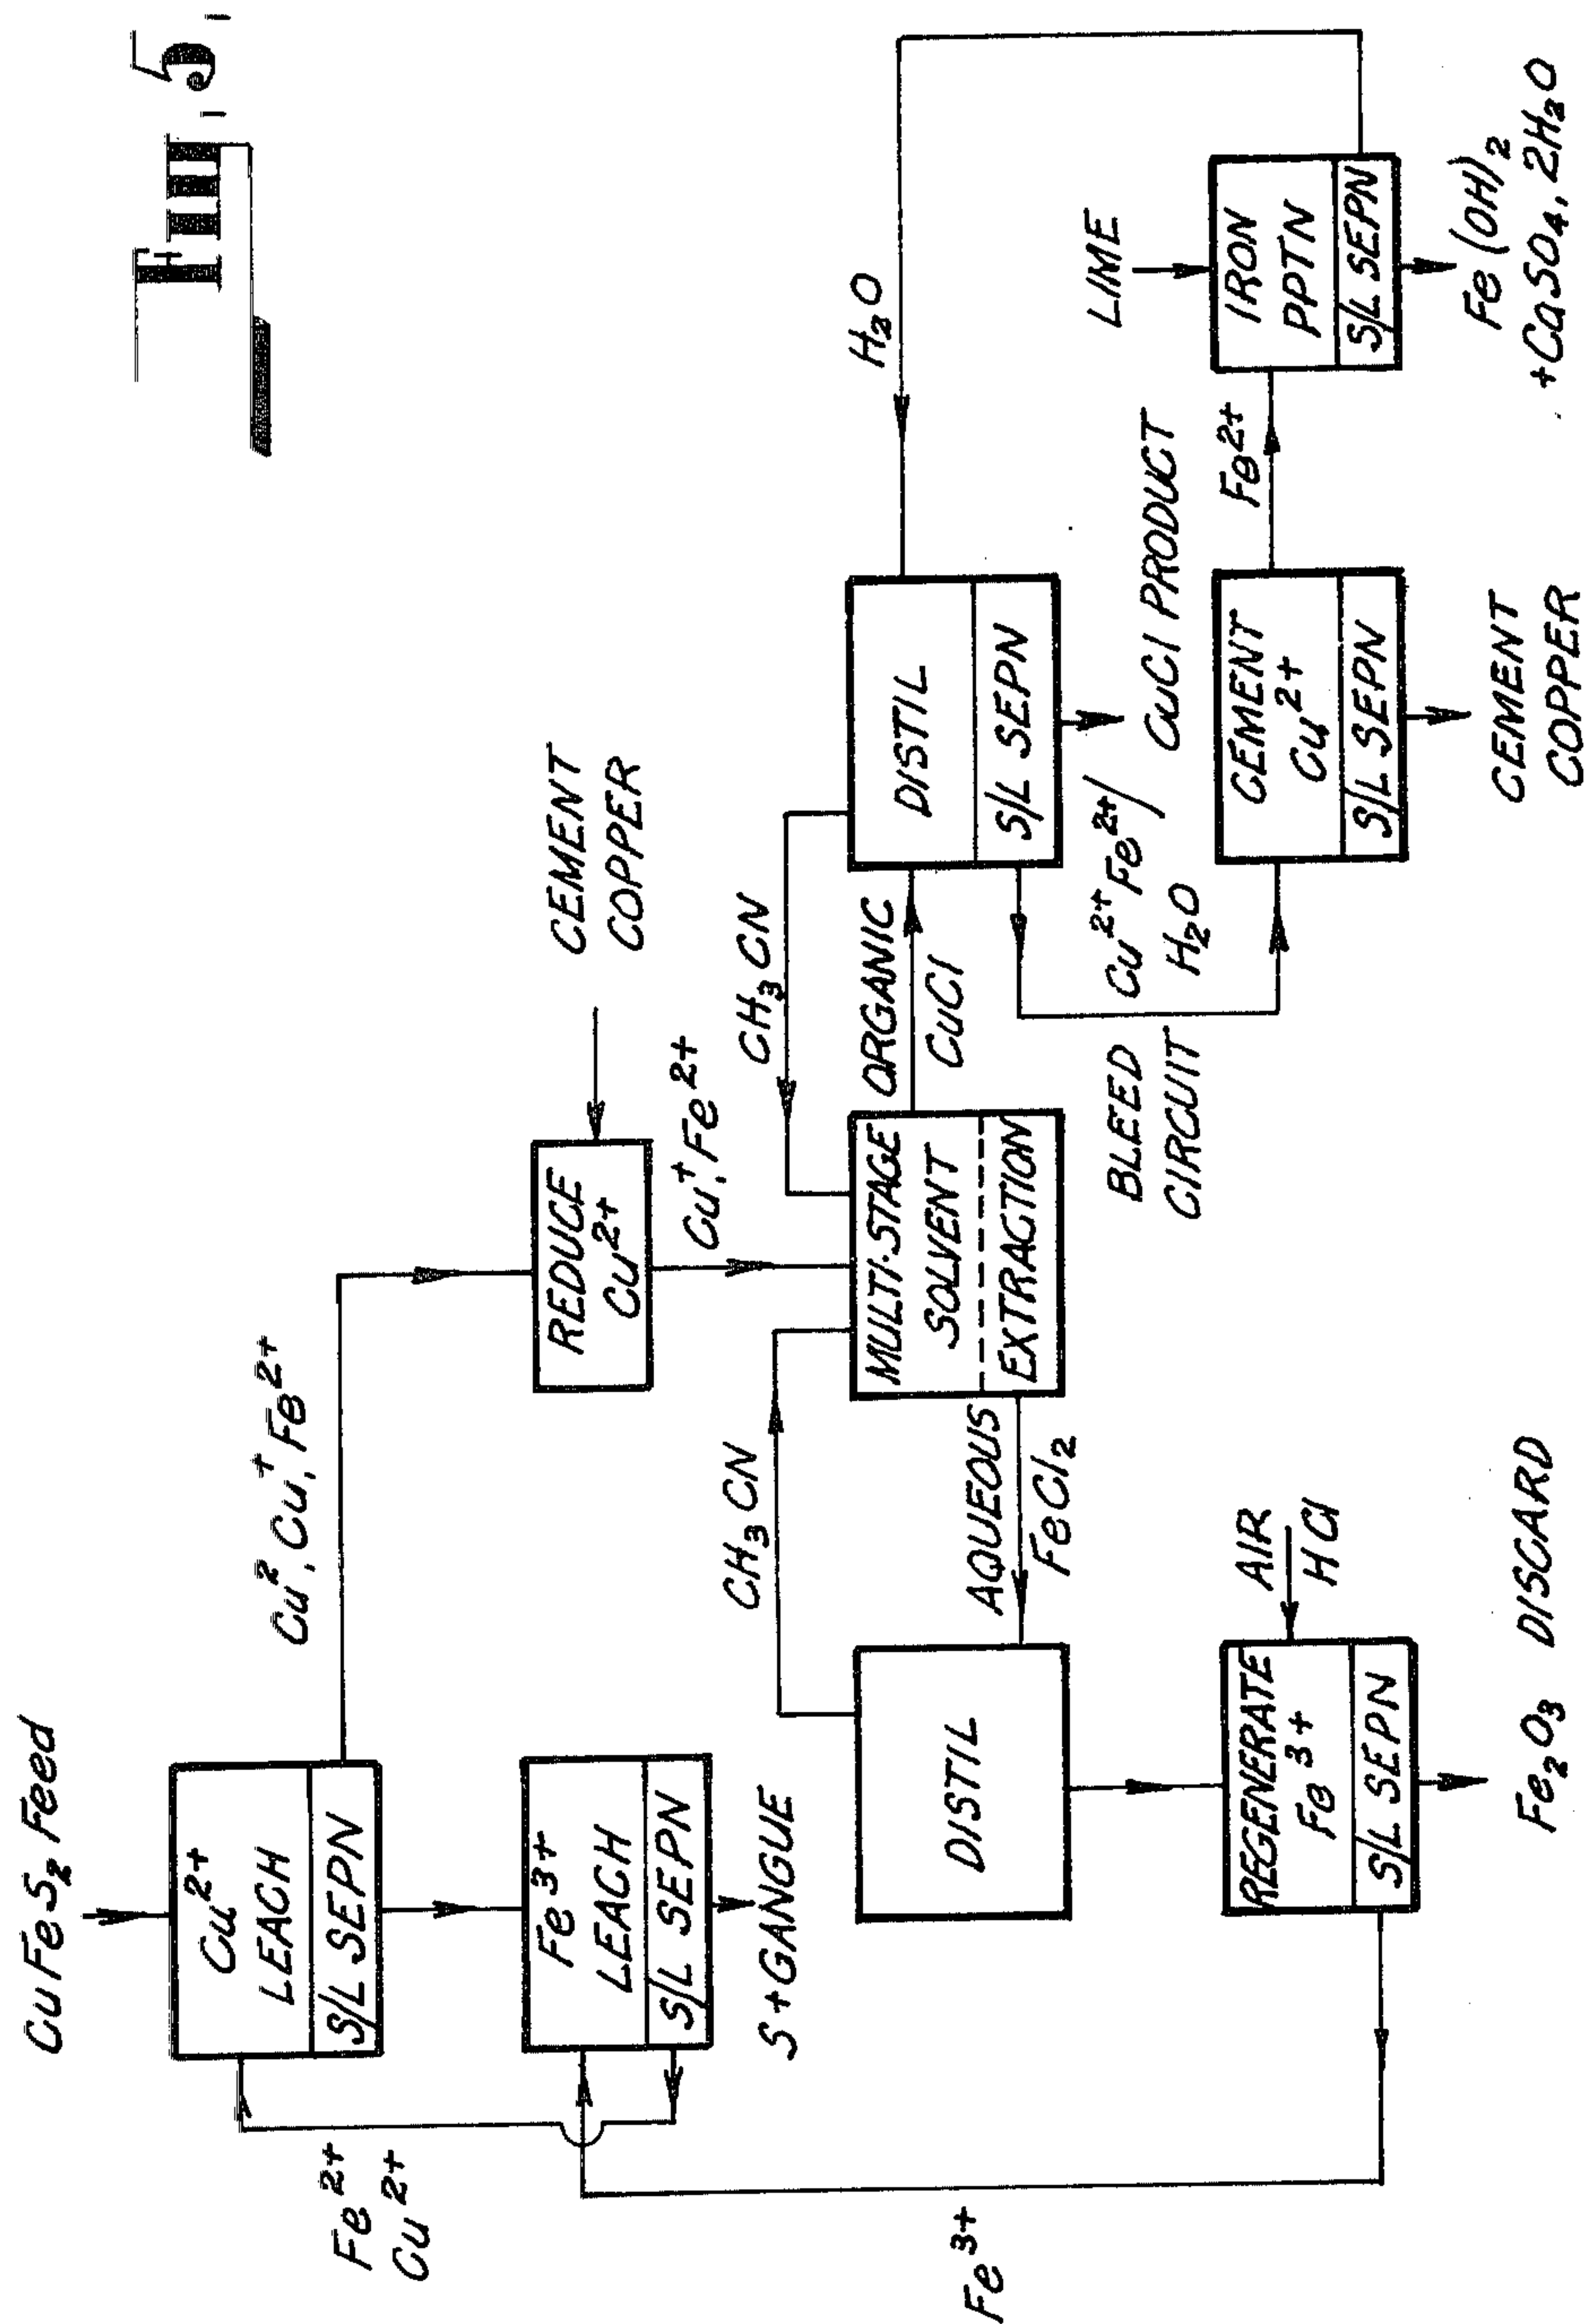 Fig. 5.
CuFeS₂ Feed
Cu²⁺
LEACH
S/L SEPN
Fe²⁺
Cu²⁺
Fe³⁺
LEACH
S/L SEPN
S+GANGUE
Cu², Cu⁺, Fe²⁺
REDUCE
Cu²⁺
CEMENT
COPPER
Cu⁺, Fe²⁺
CH₃CN
CH₃CN
MULTI-STAGE
SOLVENT
EXTRACTION
AQUEOUS
FeCl₂
ORGANIC
CuCl
DISTIL
DISTIL
S/L SEPN
H₂O
CuCl PRODUCT
Cu²⁺Fe²⁺/
H₂O
BLEED
CIRCUIT
REGENERATE
Fe³⁺
S/L SEPN
AIR
HCl
Fe₂O₃ DISCARD
Fe³⁺
CEMENT
Cu²⁺
S/L SEPN
CEMENT
COPPER
Fe²⁺
LIME
IRON
PPTN
S/L SEPN
Fe(OH)₂
+CaSO₄, 2H₂O